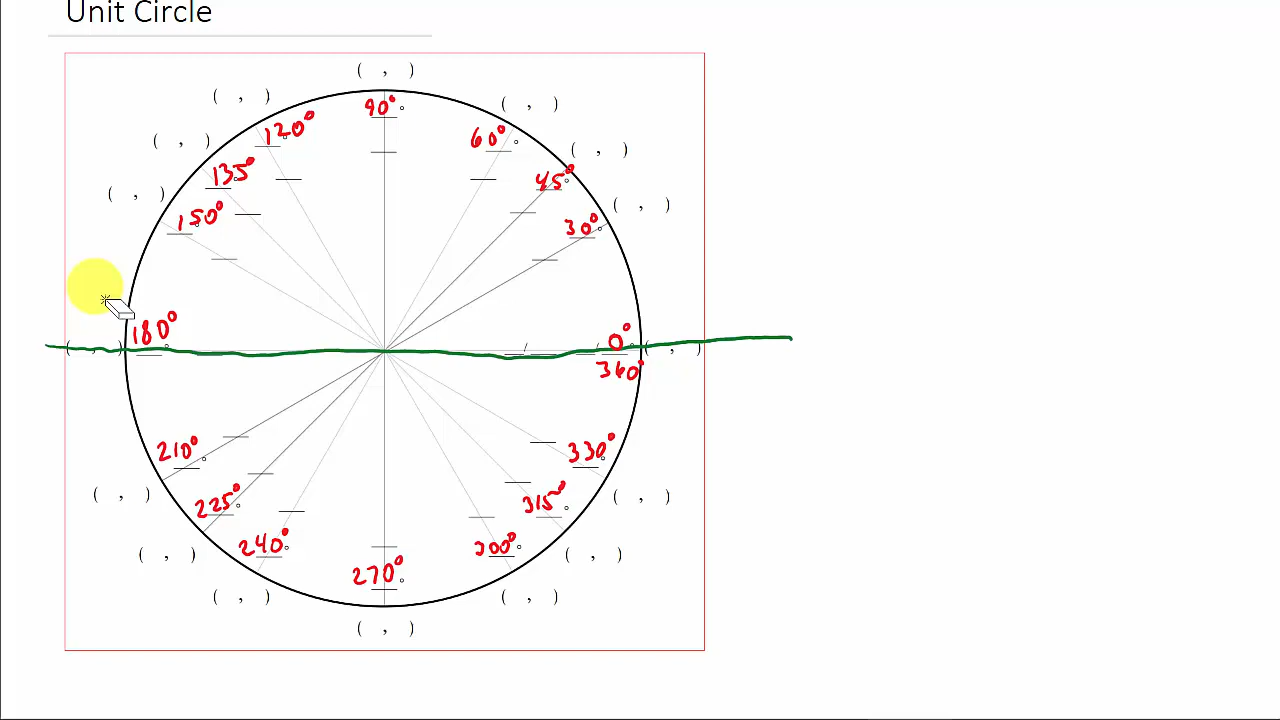 Unit Circle
( , )
( , ) 90° ( , )
120° 60°
( , ) 135° 45° ( , )
( , ) 150° 30° ( , )
180° 0°
( , ) ( , )
360°
210° 330°
( , ) 225° 315° ( , )
( , ) 240° 300° ( , )
270°
( , ) ( , )
( , )